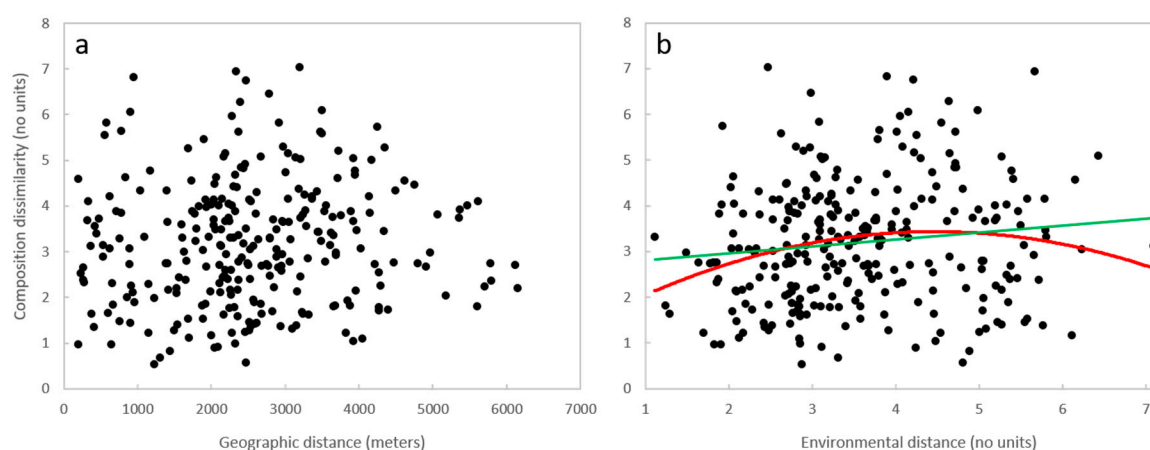 a
Composition dissimilarity (no units)
8
7
6
5
4
3
2
1
0
0 1000 2000 3000 4000 5000 6000 7000
Geographic distance (meters)
b
8
7
6
5
4
3
2
1
0
1 2 3 4 5 6 7
Environmental distance (no units)